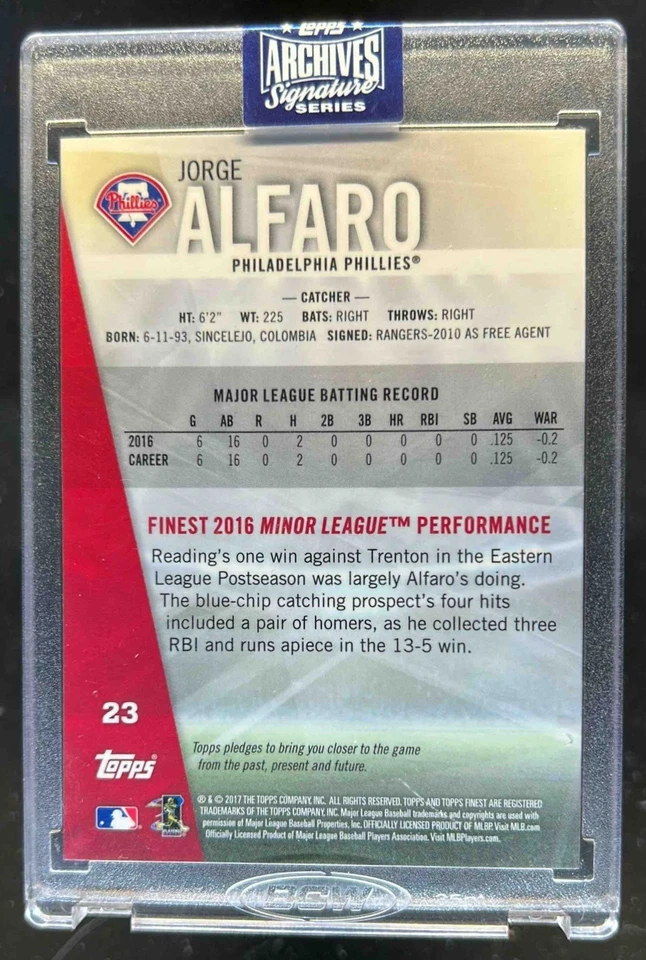 TOPPS
ARCHIVES
Signature
SERIES
JORGE
ALFARO
Phillies
PHILADELPHIA PHILLIES®
— CATCHER —
HT: 6'2" WT: 225 BATS: RIGHT THROWS: RIGHT
BORN: 6-11-93, SINCELEJO, COLOMBIA SIGNED: RANGERS-2010 AS FREE AGENT
MAJOR LEAGUE BATTING RECORD
G AB R H 2B 3B HR RBI SB AVG WAR
2016 6 16 0 2 0 0 0 0 0 .125 -0.2
CAREER 6 16 0 2 0 0 0 0 0 .125 -0.2
FINEST 2016 MINOR LEAGUE™ PERFORMANCE
Reading's one win against Trenton in the Eastern
League Postseason was largely Alfaro's doing.
The blue-chip catching prospect's four hits
included a pair of homers, as he collected three
RBI and runs apiece in the 13-5 win.
23
Topps
Topps pledges to bring you closer to the game
from the past, present and future.
® & © 2017 THE TOPPS COMPANY, INC. ALL RIGHTS RESERVED. TOPPS AND TOPPS FINEST ARE REGISTERED
TRADEMARKS OF THE TOPPS COMPANY, INC. Major League Baseball trademarks and copyrights are used with
permission of Major League Baseball Properties, Inc. OFFICIALLY LICENSED PRODUCT OF MLBP. Visit MLB.com
Officially Licensed Product of Major League Baseball Players Association. Visit MLBPlayers.com.
BCW